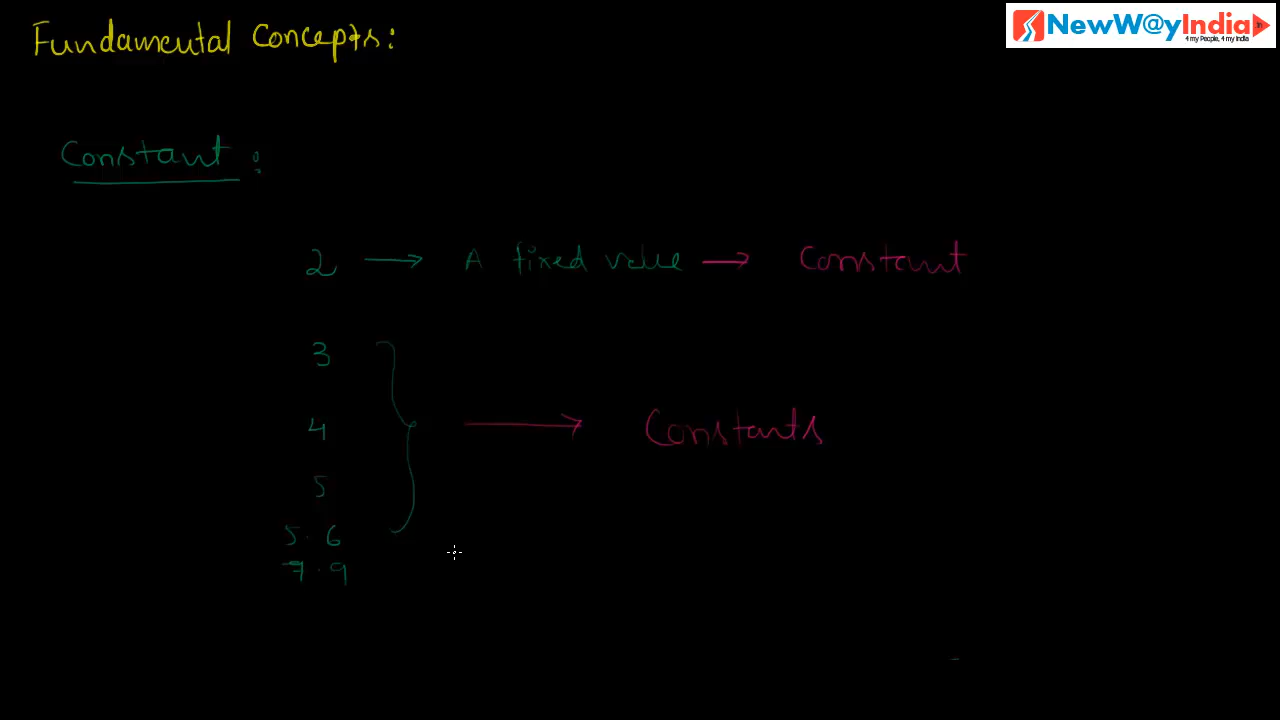 Fundamental Concepts:
NewW@yIndia
4 my People, 4 my India
Constant :
2 → A fixed value → Constant
3
4
→ Constants
5
5.6
7.9